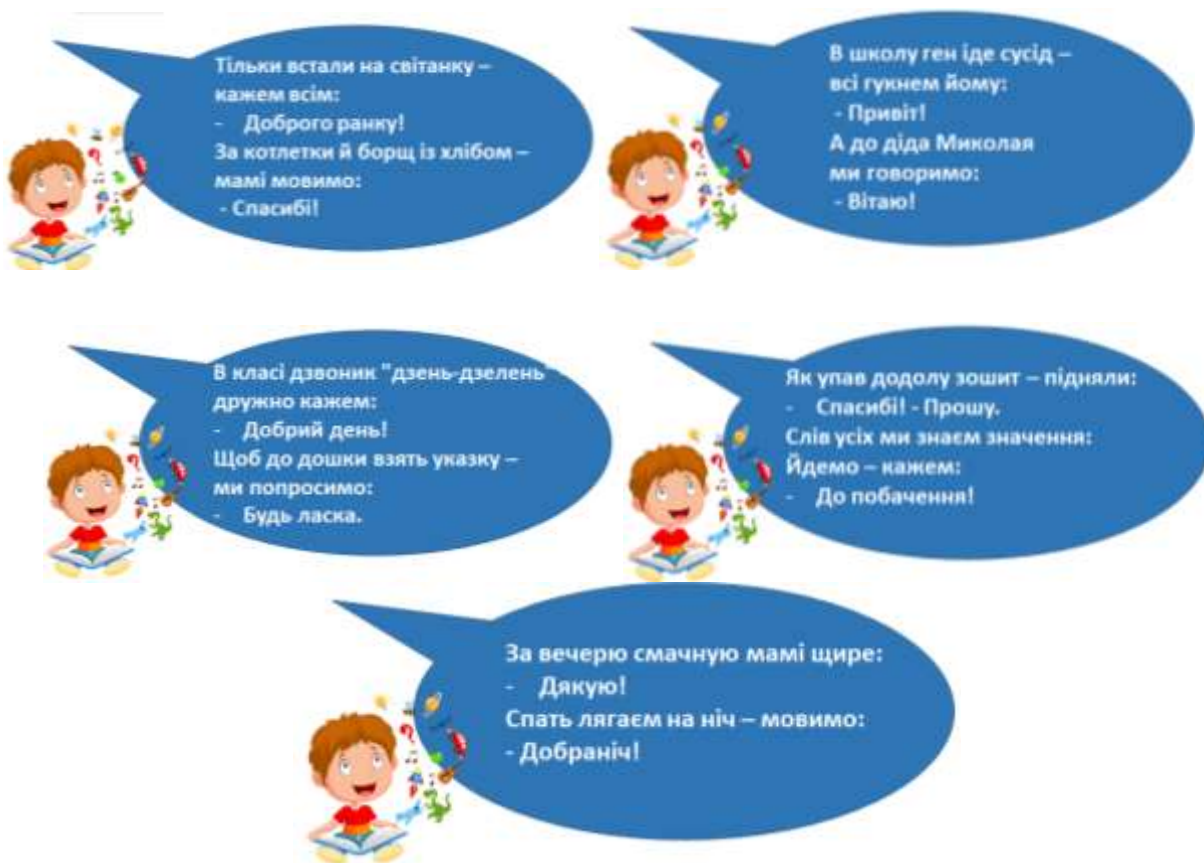 Тільки встали на світанку –
кажем всім:
- Доброго ранку!
За котлетки й борщ із хлібом –
мамі мовимо:
- Спасибі!
В школу ген іде сусід –
всі гукнем йому:
- Привіт!
А до діда Миколая
ми говоримо:
- Вітаю!
В класі дзвоник "дзень-дзелень"
дружно кажем:
- Добрий день!
Щоб до дошки взять указку –
ми попросимо:
- Будь ласка.
Як упав додолу зошит – підняли:
- Спасибі! - Прошу.
Слів усіх ми знаєм значення:
Йдемо – кажем:
- До побачення!
За вечерю смачную мамі щире:
- Дякую!
Спать лягаєм на ніч – мовимо:
- Добраніч!